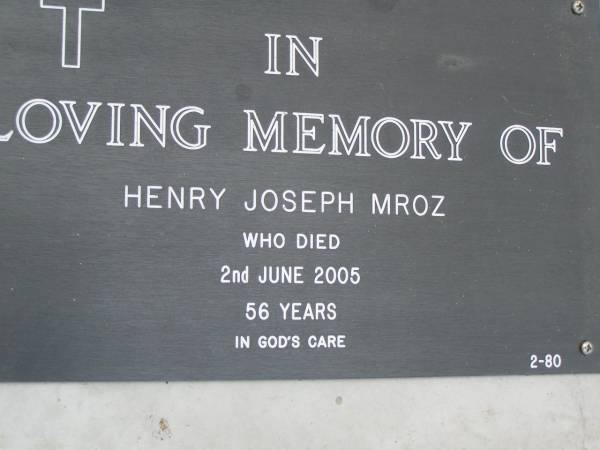 IN
LOVING MEMORY OF
HENRY JOSEPH MROZ
WHO DIED
2nd JUNE 2005
56 YEARS
IN GOD'S CARE
2-80